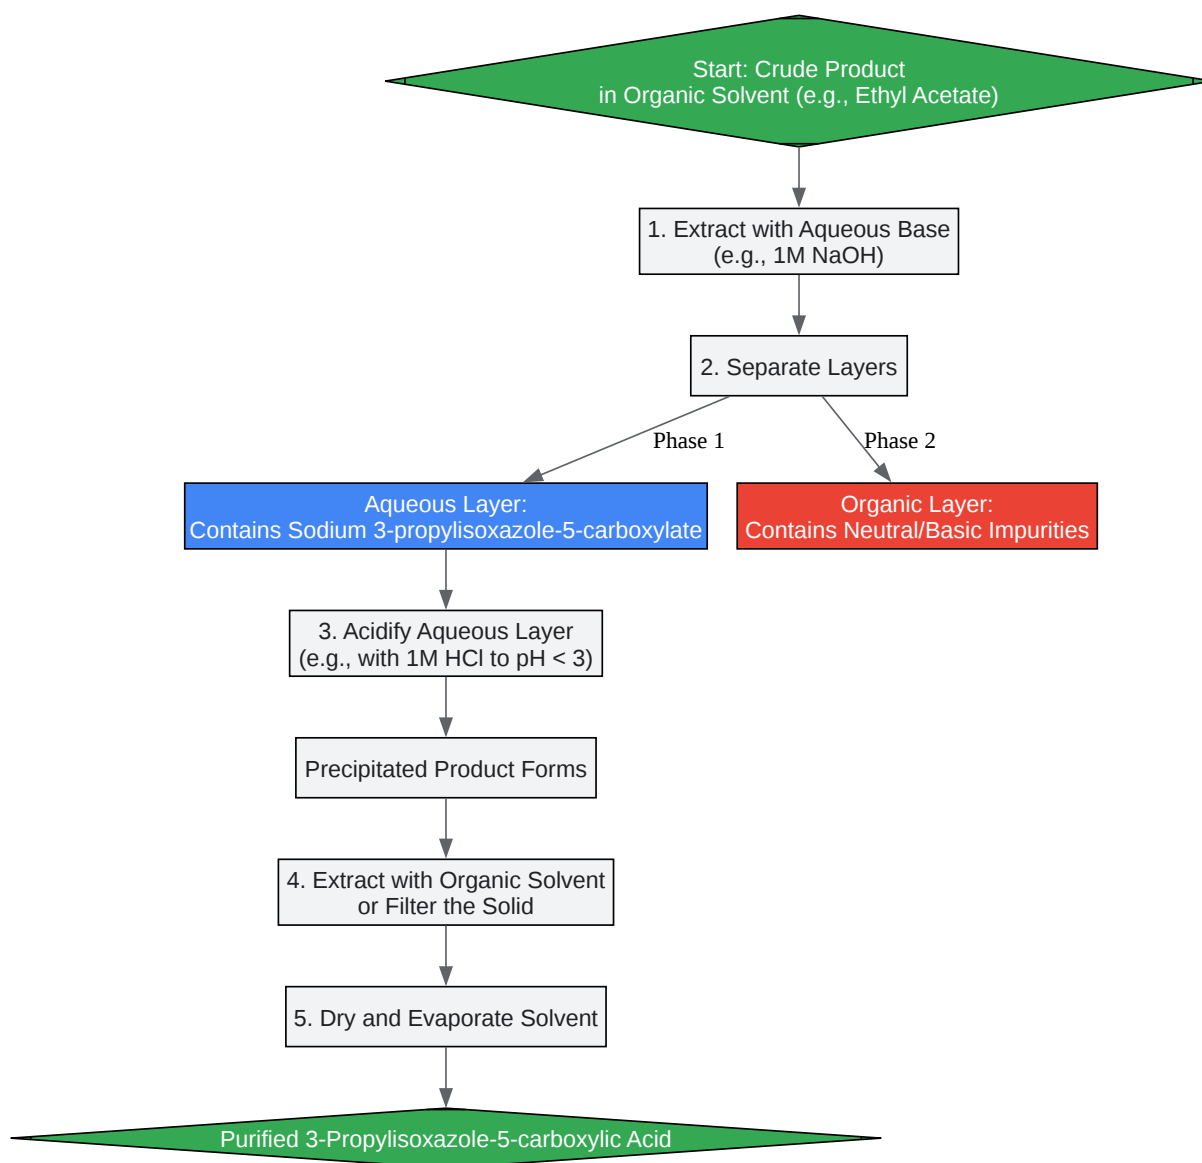 Start: Crude Product
in Organic Solvent (e.g., Ethyl Acetate)
1. Extract with Aqueous Base
(e.g., 1M NaOH)
2. Separate Layers
Phase 1
Phase 2
Aqueous Layer:
Contains Sodium 3-propylisoxazole-5-carboxylate
Organic Layer:
Contains Neutral/Basic Impurities
3. Acidify Aqueous Layer
(e.g., with 1M HCl to pH < 3)
Precipitated Product Forms
4. Extract with Organic Solvent
or Filter the Solid
5. Dry and Evaporate Solvent
Purified 3-Propylisoxazole-5-carboxylic Acid